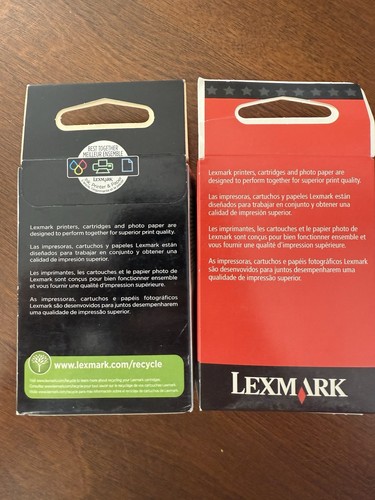 BEST TOGETHER
MEILLEUR ENSEMBLE
LEXMARK
Printer & Paper
Lexmark printers, cartridges and photo paper are
designed to perform together for superior print quality.
Las impresoras, cartuchos y papeles Lexmark están
diseñados para trabajar en conjunto y obtener una
calidad de impresión superior.
Les imprimantes, les cartouches et le papier photo de
Lexmark sont conçus pour bien fonctionner ensemble
et vous fournir une qualité d'impression supérieure.
As impressoras, cartuchos e papéis fotográficos
Lexmark são desenvolvidos para juntos desempenharem
uma qualidade de impressão superior.
www.lexmark.com/recycle
Lexmark printers, cartridges and photo paper are
designed to perform together for superior print quality.
Las impresoras, cartuchos y papeles Lexmark están
diseñados para trabajar en conjunto y obtener una
calidad de impresión superior.
Les imprimantes, les cartouches et le papier photo de
Lexmark sont conçus pour bien fonctionner ensemble et
vous fournir une qualité d'impression supérieure.
As impressoras, cartuchos e papéis fotográficos Lexmark
são desenvolvidos para juntos desempenharem uma
qualidade de impressão superior.
LEXMARK